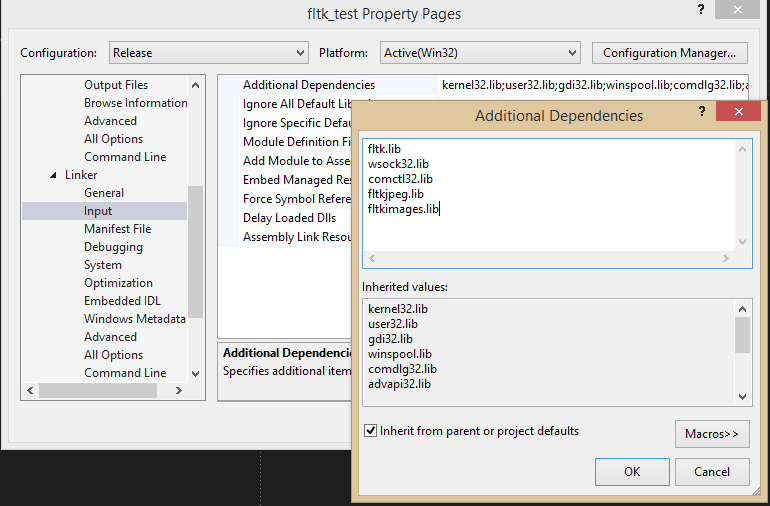 fltk_test Property Pages
? ×
Configuration: Release Platform: Active(Win32) Configuration Manager...
Output Files
Browse Information
Advanced
All Options
Command Line
Linker
General
Input
Manifest File
Debugging
System
Optimization
Embedded IDL
Windows Metadata
Advanced
All Options
Command Line
Additional Dependencies kernel32.lib;user32.lib;gdi32.lib;winspool.lib;comdlg32.lib;a
Ignore All Default Lib
Ignore Specific Defau
Module Definition Fi
Add Module to Asse
Embed Managed Res
Force Symbol Refere
Delay Loaded Dlls
Assembly Link Resou
Additional Dependencie
Specifies additional item
Additional Dependencies
? ×
fltk.lib
wsock32.lib
comctl32.lib
fltkjpeg.lib
fltkimages.lib
Inherited values:
kernel32.lib
user32.lib
gdi32.lib
winspool.lib
comdlg32.lib
advapi32.lib
Inherit from parent or project defaults
Macros>>
OK Cancel